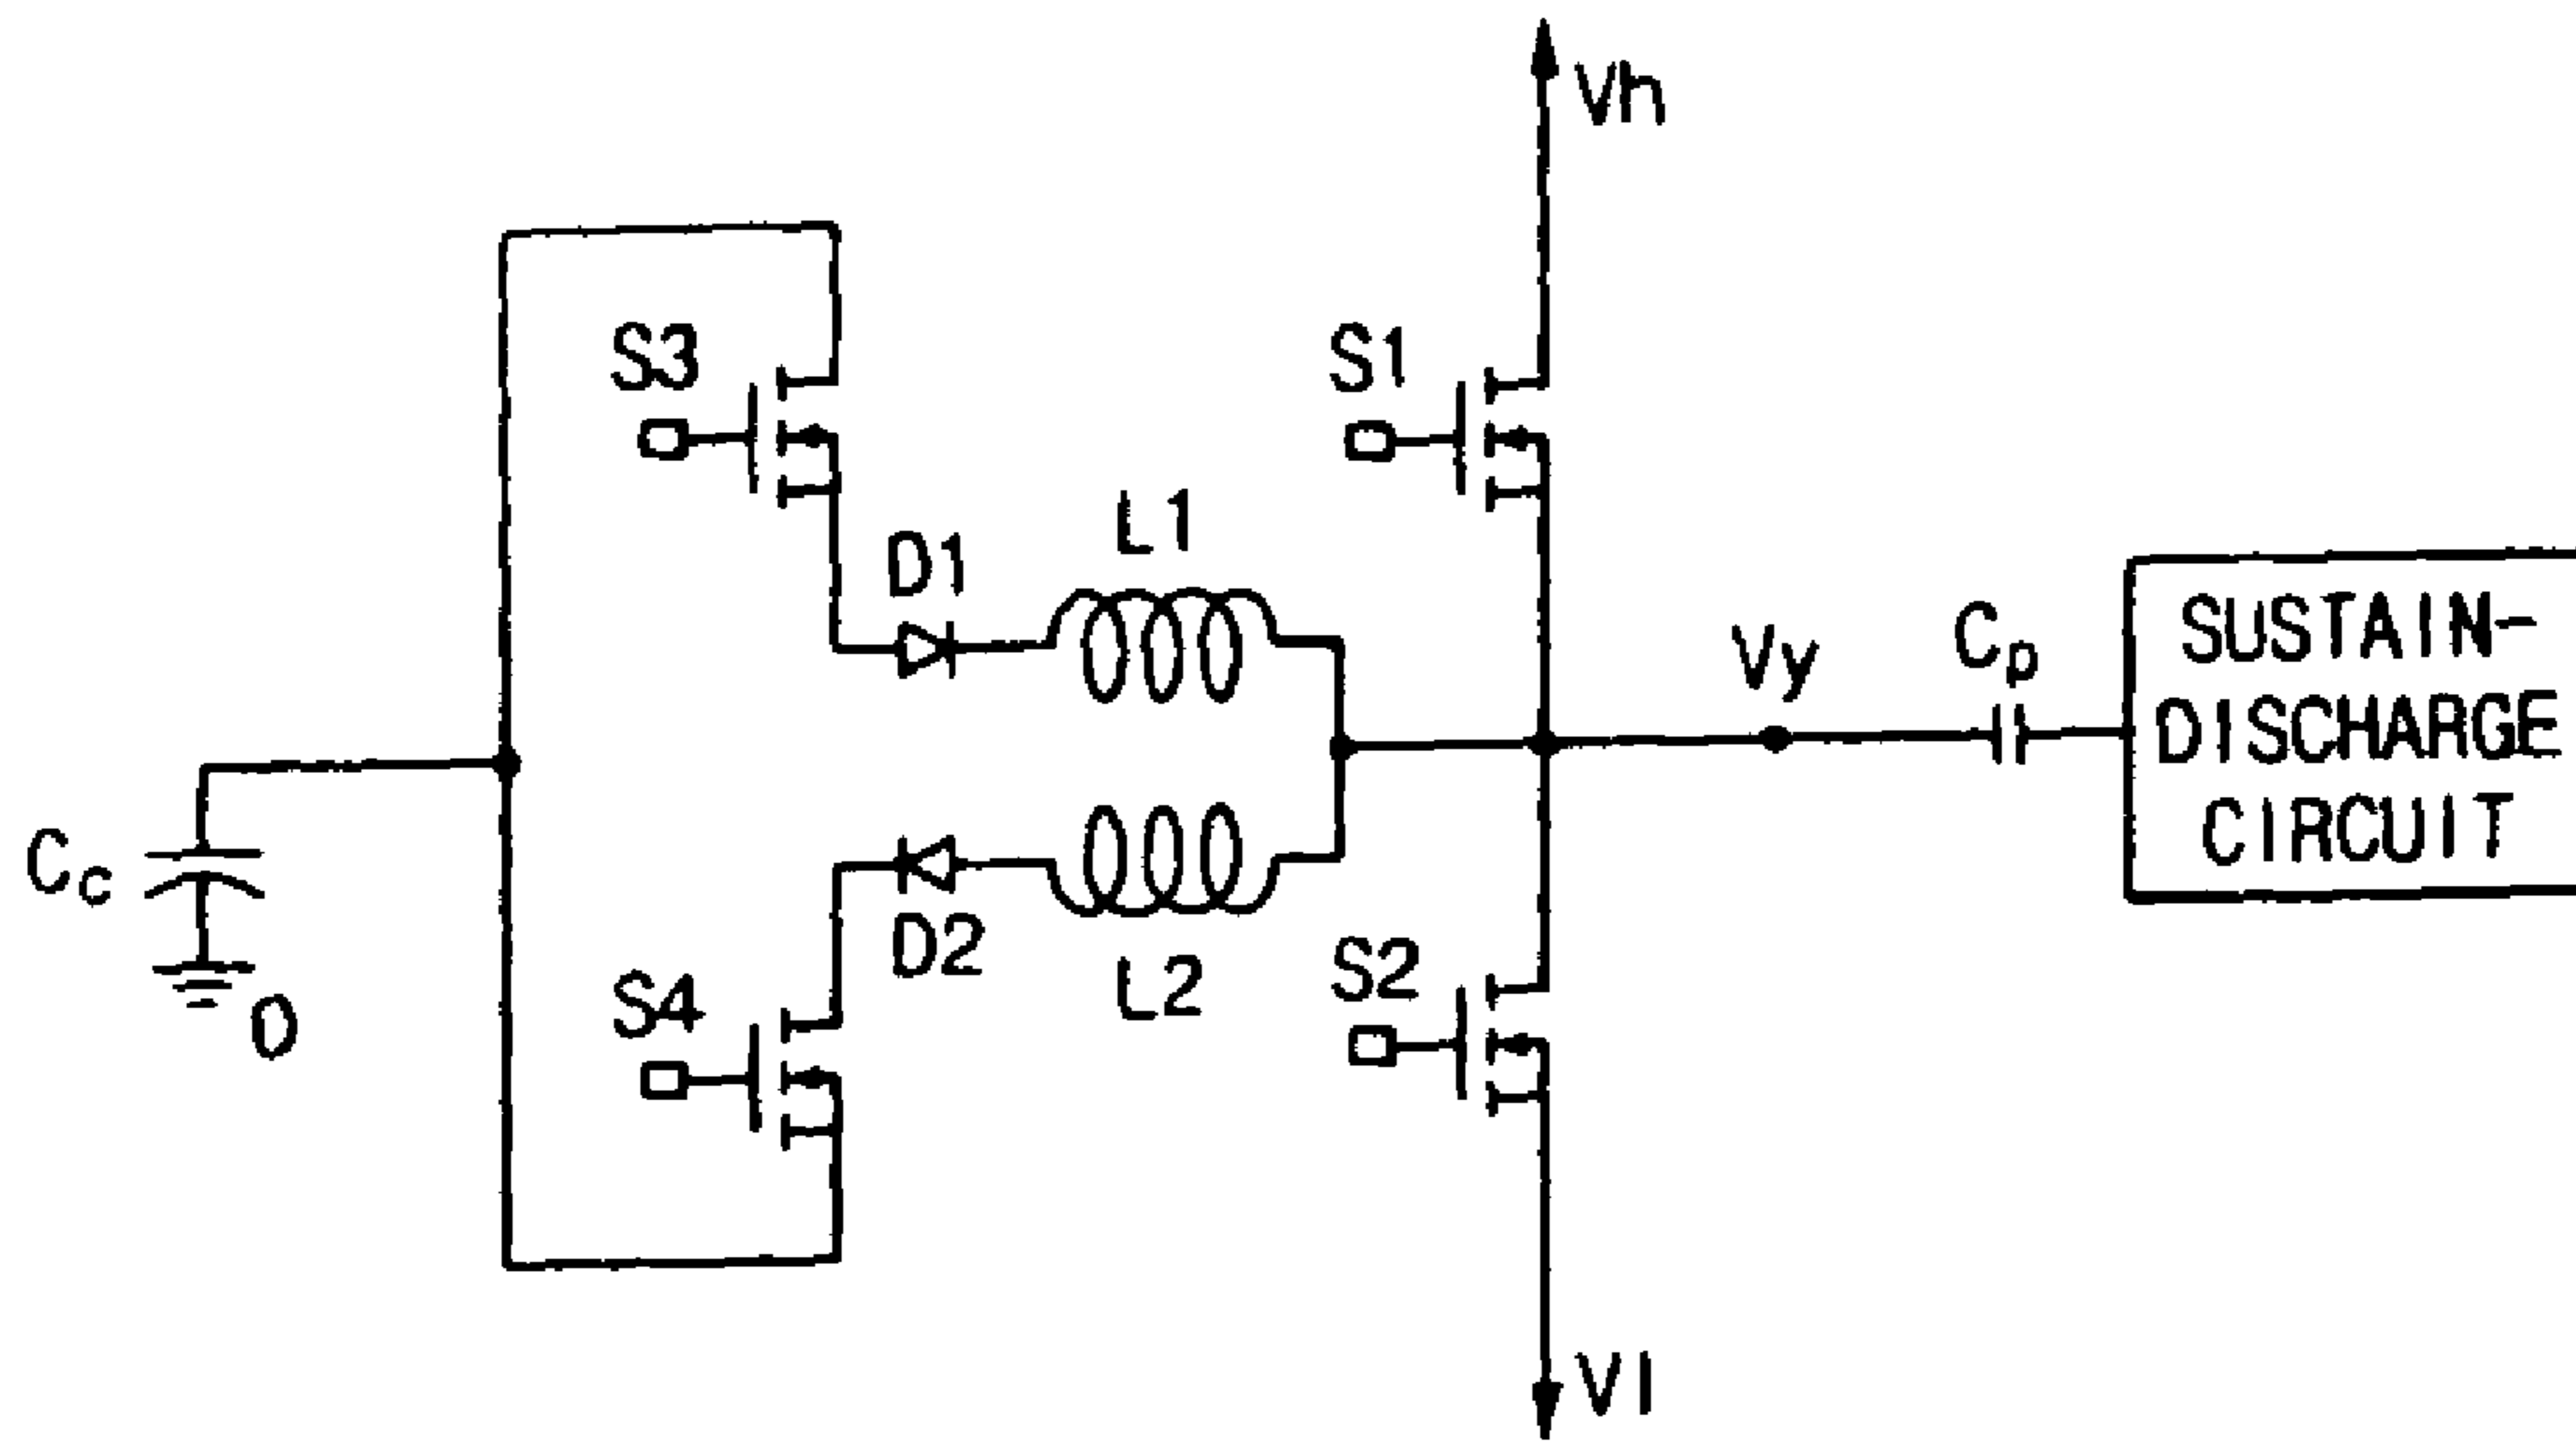 Vh
S3
S1
D1
L1
Vy
Cp
SUSTAIN-
DISCHARGE
CIRCUIT
Cc
0
D2
L2
S4
S2
Vl